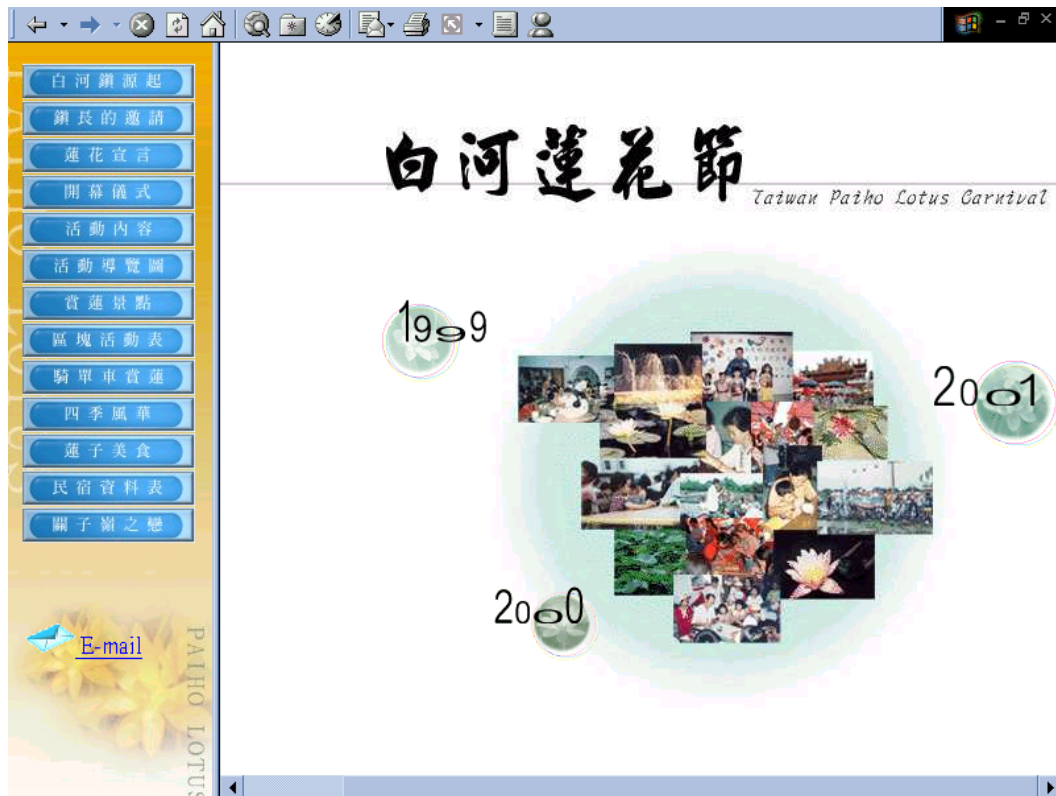 白河鎮源起
鎮長的邀請
蓮花宣言
開幕儀式
活動內容
活動導覽圖
賞蓮景點
區塊活動表
騎單車賞蓮
四季風華
蓮子美食
民宿資料表
關子嶺之戀
E-mail
PAIHO LOTUS
白河蓮花節
Taiwan Paiho Lotus Carnival
1999
2001
2000